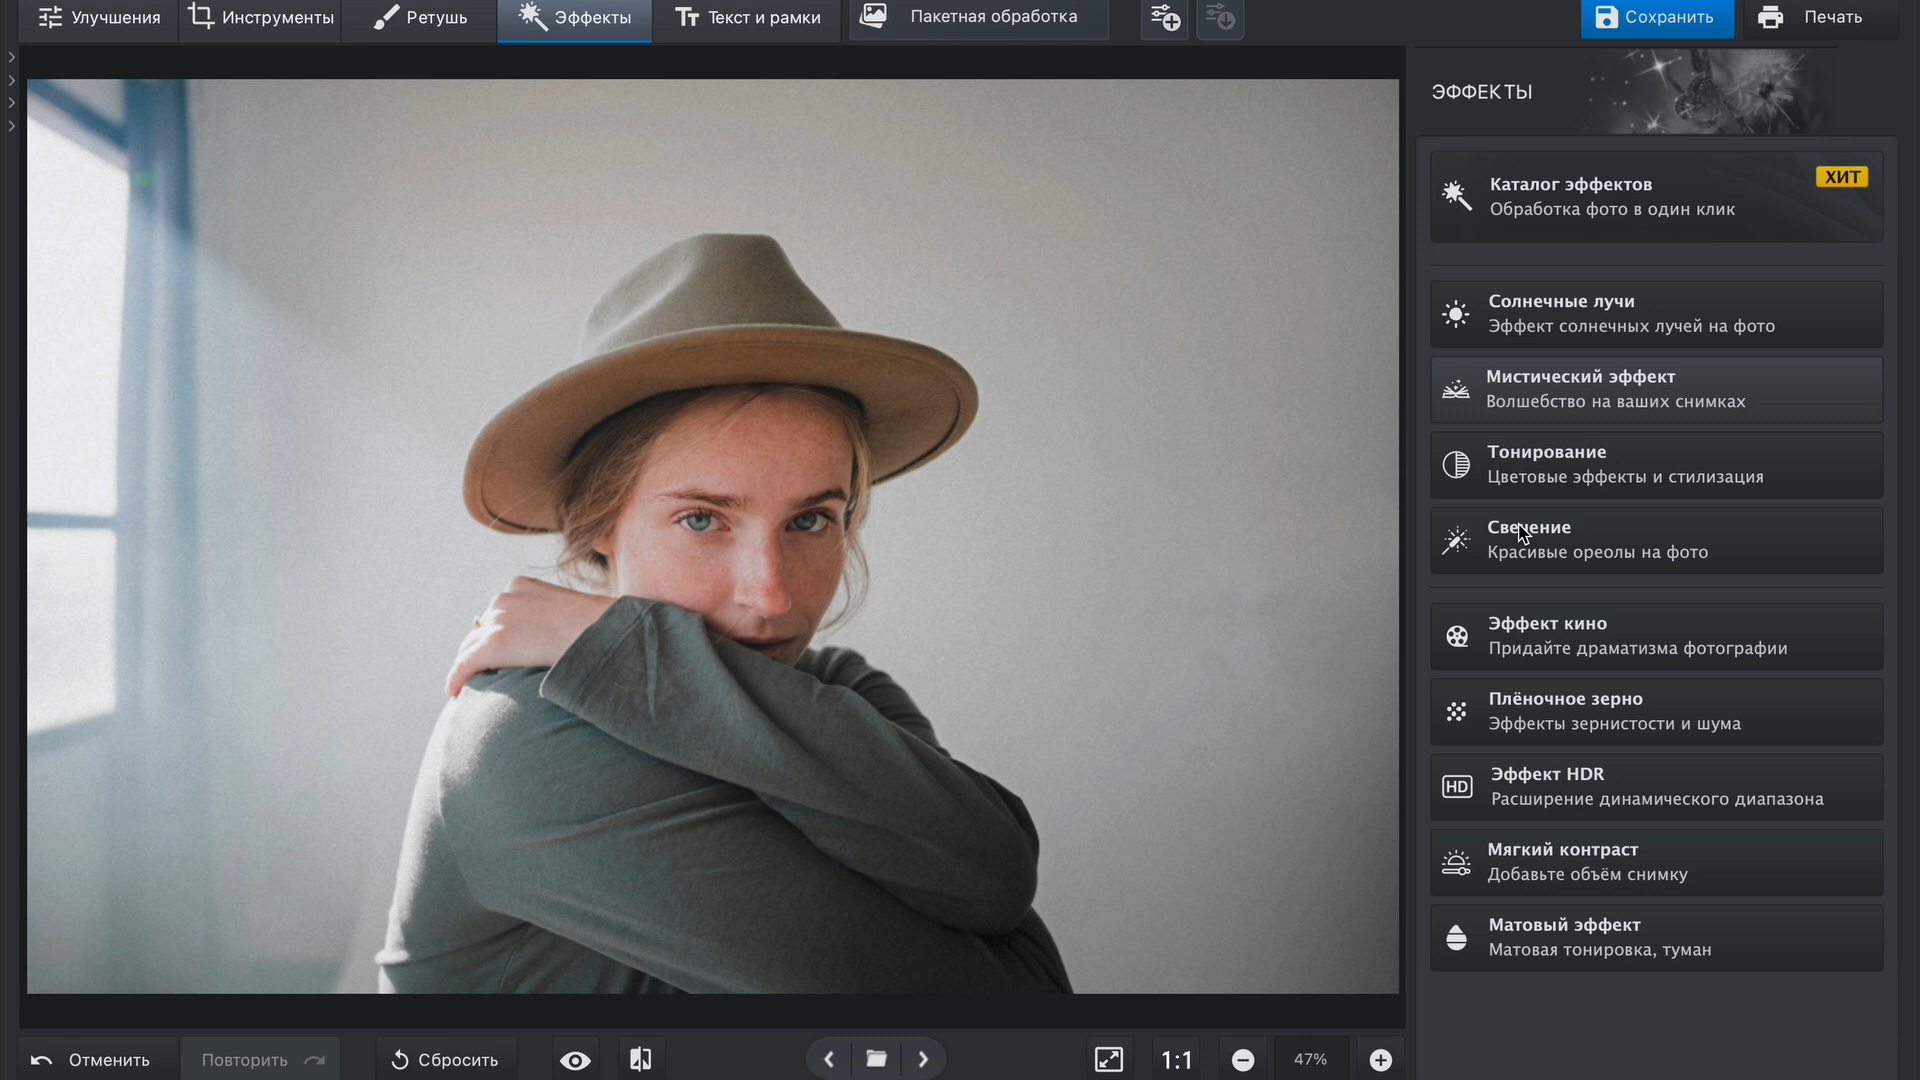 Улучшения
Инструменты
Ретушь
Эффекты
Текст и рамки
Пакетная обработка
Сохранить
Печать
ЭФФЕКТЫ
Каталог эффектов
ХИТ
Обработка фото в один клик
Солнечные лучи
Эффект солнечных лучей на фото
Мистический эффект
Волшебство на ваших снимках
Тонирование
Цветовые эффекты и стилизация
Свечение
Красивые ореолы на фото
Эффект кино
Придайте драматизма фотографии
Плёночное зерно
Эффекты зернистости и шума
HD
Эффект HDR
Расширение динамического диапазона
Мягкий контраст
Добавьте объём снимку
Матовый эффект
Матовая тонировка, туман
Отменить
Повторить
Сбросить
1:1
47%